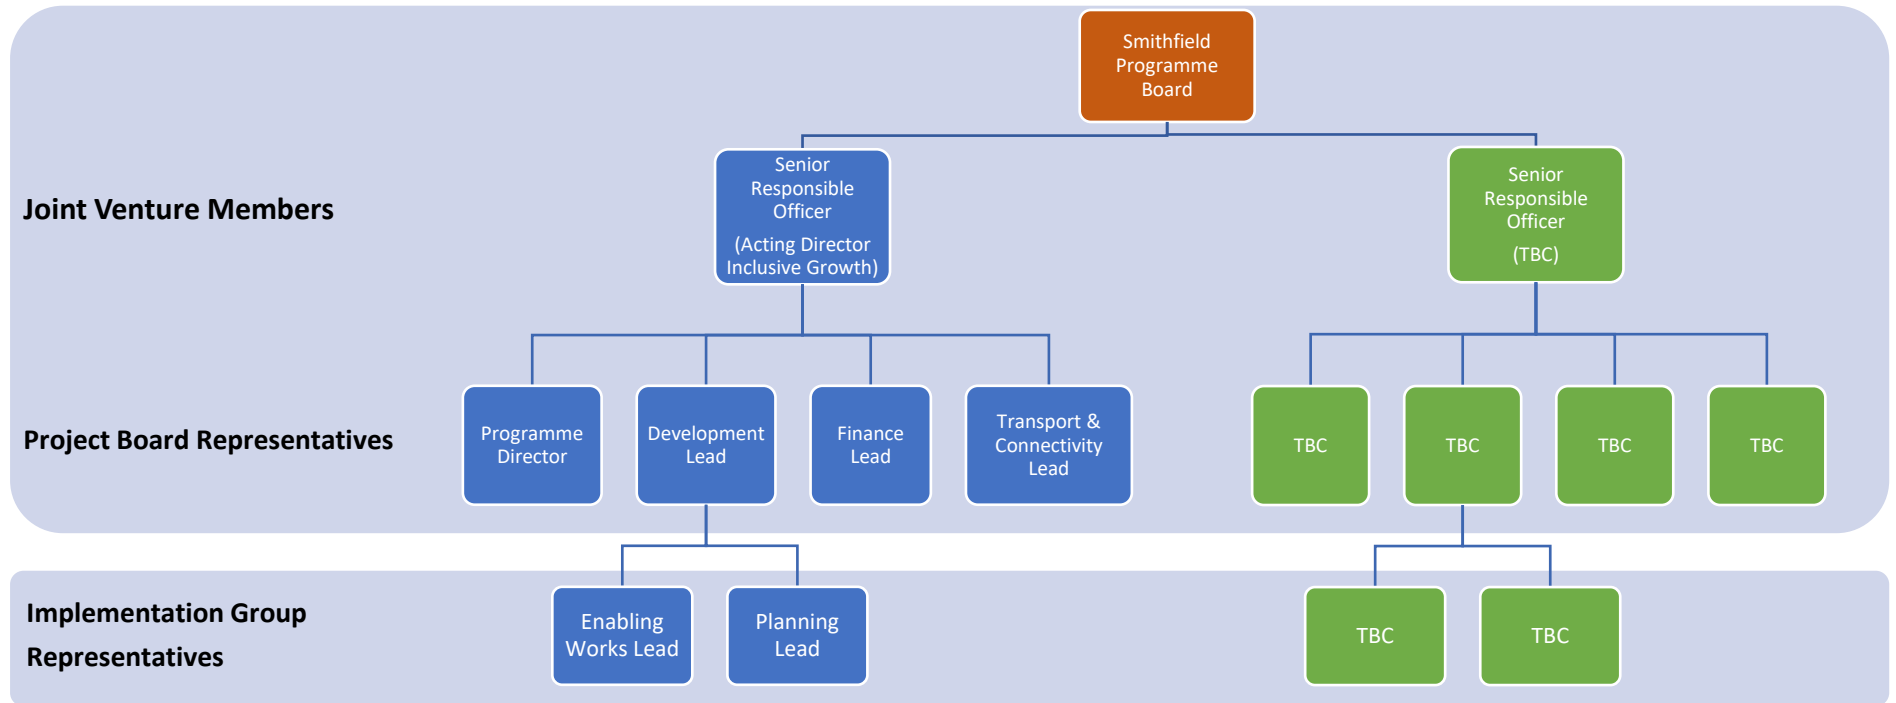 Smithfield
Programme
Board
Joint Venture Members
Senior
Responsible
Officer
(Acting Director
Inclusive Growth)
Senior
Responsible
Officer
(TBC)
Project Board Representatives
Programme
Director
Development
Lead
Finance
Lead
Transport &
Connectivity
Lead
TBC
TBC
TBC
TBC
Implementation Group
Representatives
Enabling
Works Lead
Planning
Lead
TBC
TBC